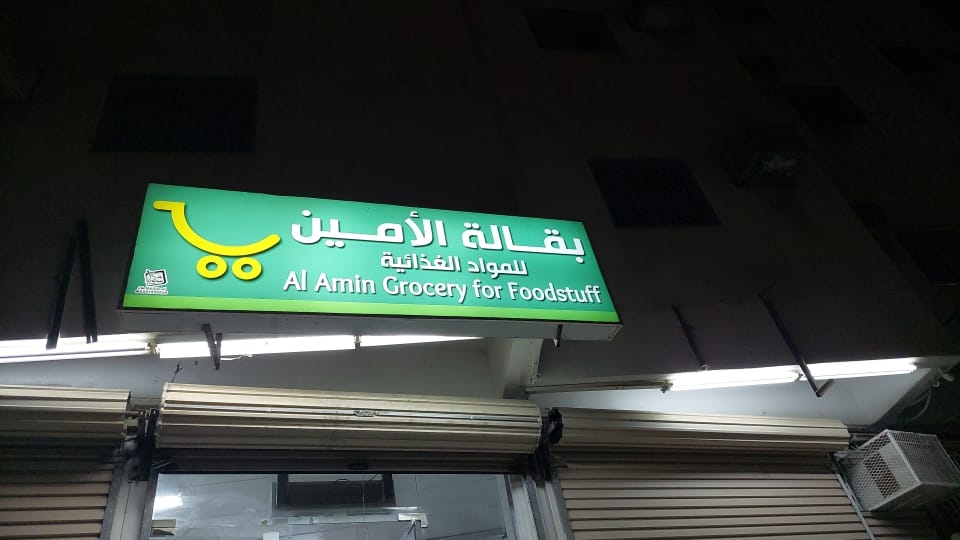 بقالة الأمين
للمواد الغذائية
Al Amin Grocery for Foodstuff